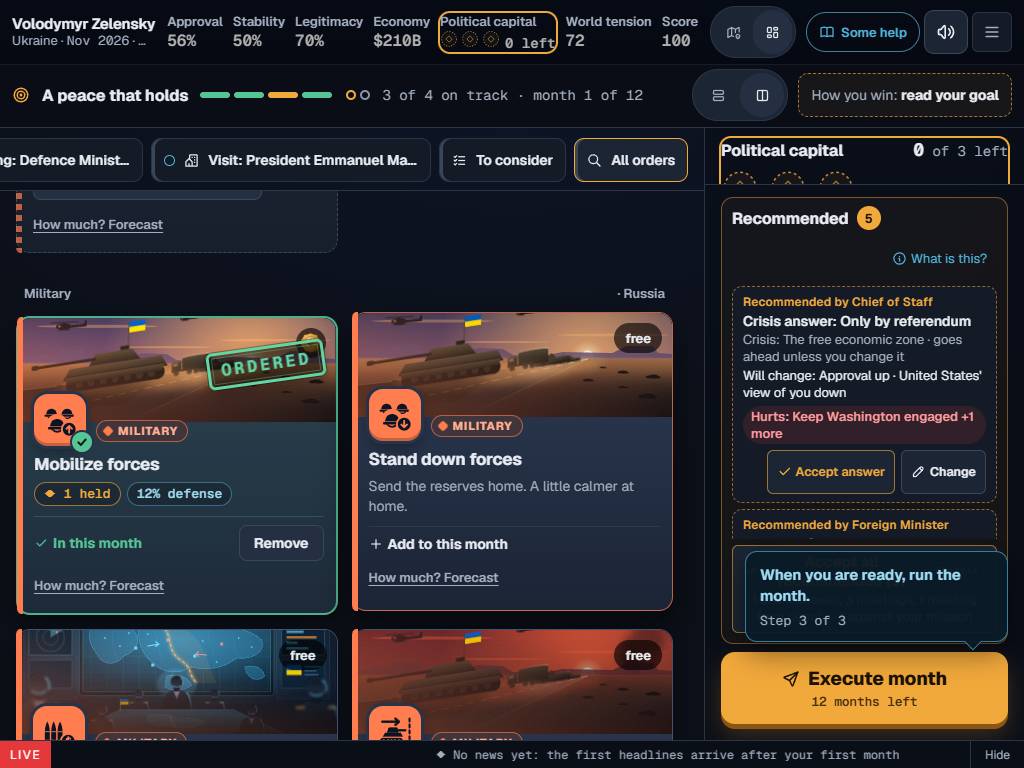 Volodymyr Zelensky
Ukraine · Nov 2026 · …
Approval
56%
Stability
50%
Legitimacy
70%
Economy
$210B
Political capital
0 left
World tension
72
Score
100
Some help
A peace that holds
3 of 4 on track · month 1 of 12
How you win: read your goal
ng: Defence Minist…
Visit: President Emmanuel Ma…
To consider
All orders
Political capital
0 of 3 left
How much? Forecast
Military
· Russia
ORDERED
MILITARY
Mobilize forces
1 held
12% defense
In this month
Remove
How much? Forecast
free
MILITARY
Stand down forces
Send the reserves home. A little calmer at
home.
Add to this month
How much? Forecast
free
free
Recommended 5
What is this?
Recommended by Chief of Staff
Crisis answer: Only by referendum
Crisis: The free economic zone · goes
ahead unless you change it
Will change: Approval up · United States'
view of you down
Hurts: Keep Washington engaged +1
more
Accept answer
Change
Recommended by Foreign Minister
When you are ready, run the
month.
Step 3 of 3
Execute month
12 months left
LIVE
No news yet: the first headlines arrive after your first month
Hide